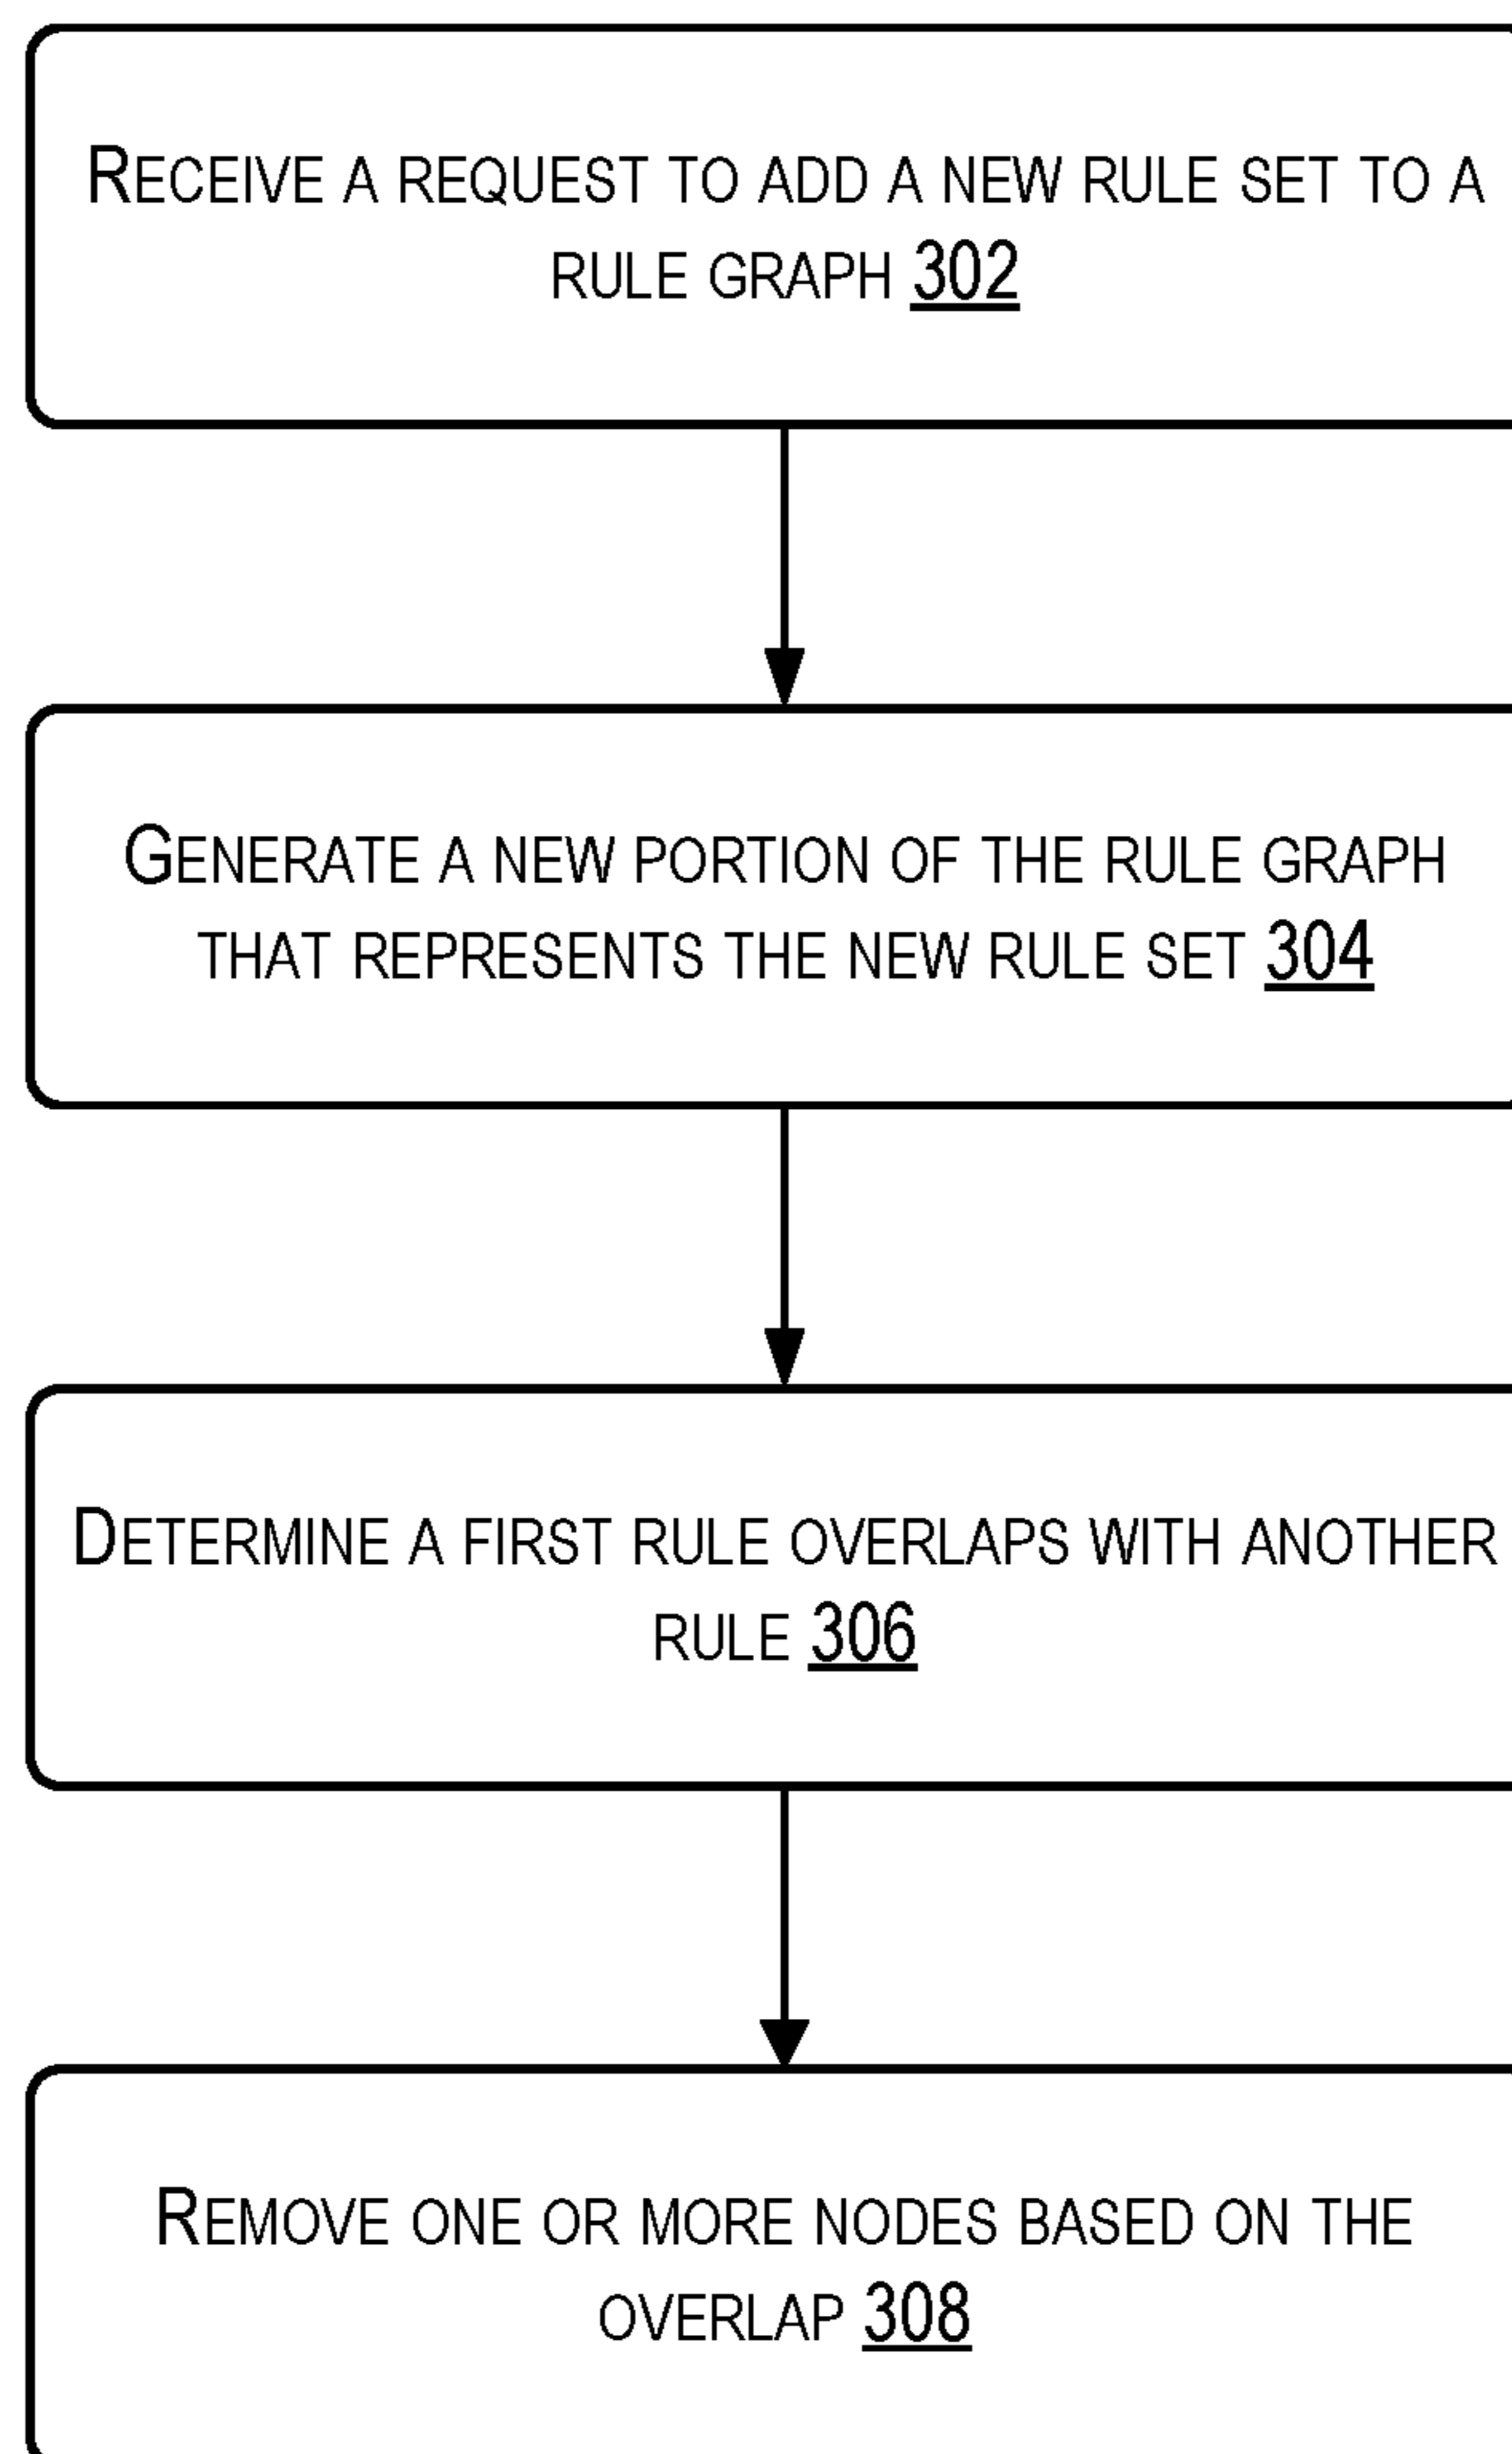 RECEIVE A REQUEST TO ADD A NEW RULE SET TO A
RULE GRAPH 302
GENERATE A NEW PORTION OF THE RULE GRAPH
THAT REPRESENTS THE NEW RULE SET 304
DETERMINE A FIRST RULE OVERLAPS WITH ANOTHER
RULE 306
REMOVE ONE OR MORE NODES BASED ON THE
OVERLAP 308